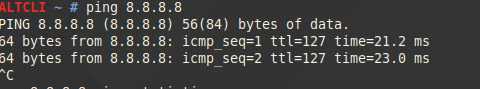 ALTCLI ~ # ping 8.8.8.8
PING 8.8.8.8 (8.8.8.8) 56(84) bytes of data.
64 bytes from 8.8.8.8: icmp_seq=1 ttl=127 time=21.2 ms
64 bytes from 8.8.8.8: icmp_seq=2 ttl=127 time=23.0 ms
^C